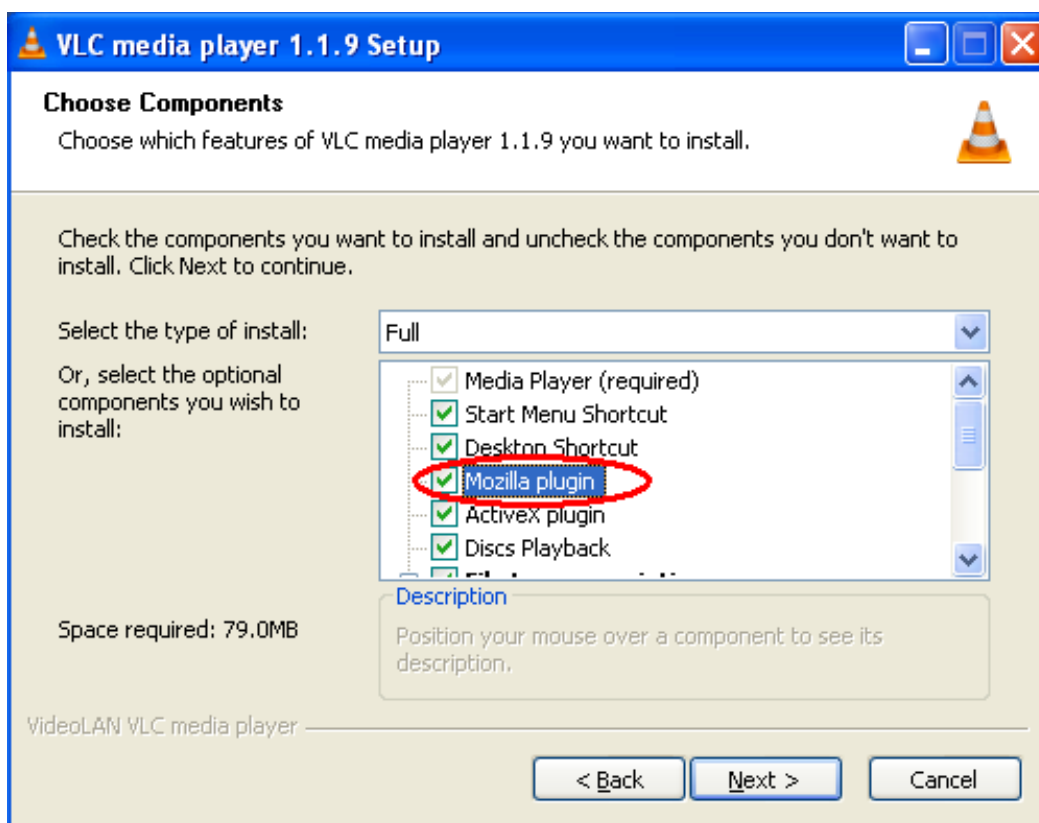 VLC media player 1.1.9 Setup
Choose Components
Choose which features of VLC media player 1.1.9 you want to install.
Check the components you want to install and uncheck the components you don't want to
install. Click Next to continue.
Select the type of install:
Full
Or, select the optional
components you wish to
install:
Media Player (required)
Start Menu Shortcut
Desktop Shortcut
Mozilla plugin
ActiveX plugin
Discs Playback
Space required: 79.0MB
Description
Position your mouse over a component to see its
description.
VideoLAN VLC media player
< Back
Next >
Cancel